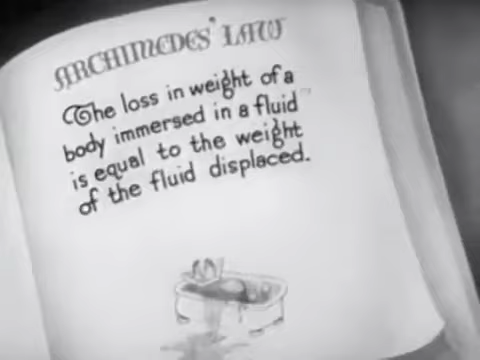 ARCHIMEDES' LAW
The loss in weight of a
body immersed in a fluid
is equal to the weight
of the fluid displaced.